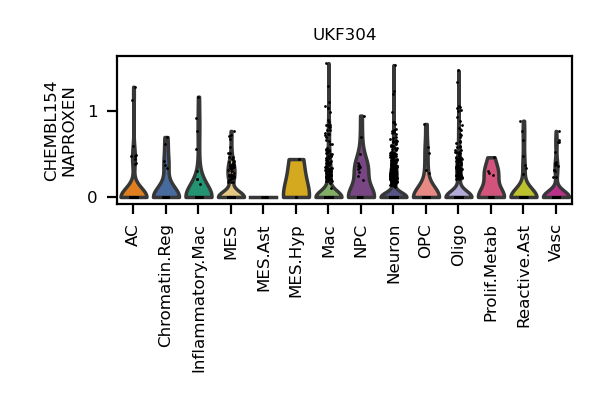 UKF304
CHEMBL154
NAPROXEN
1
0
AC
Chromatin.Reg
Inflammatory.Mac
MES
MES.Ast
MES.Hyp
Mac
NPC
Neuron
OPC
Oligo
Prolif.Metab
Reactive.Ast
Vasc